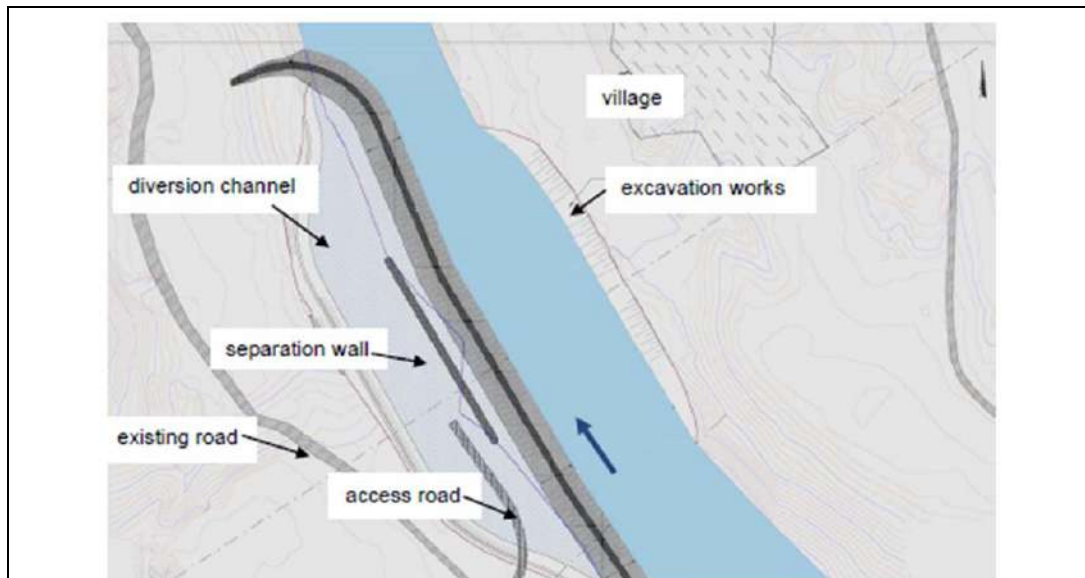 village
diversion channel
excavation works
separation wall
existing road
access road